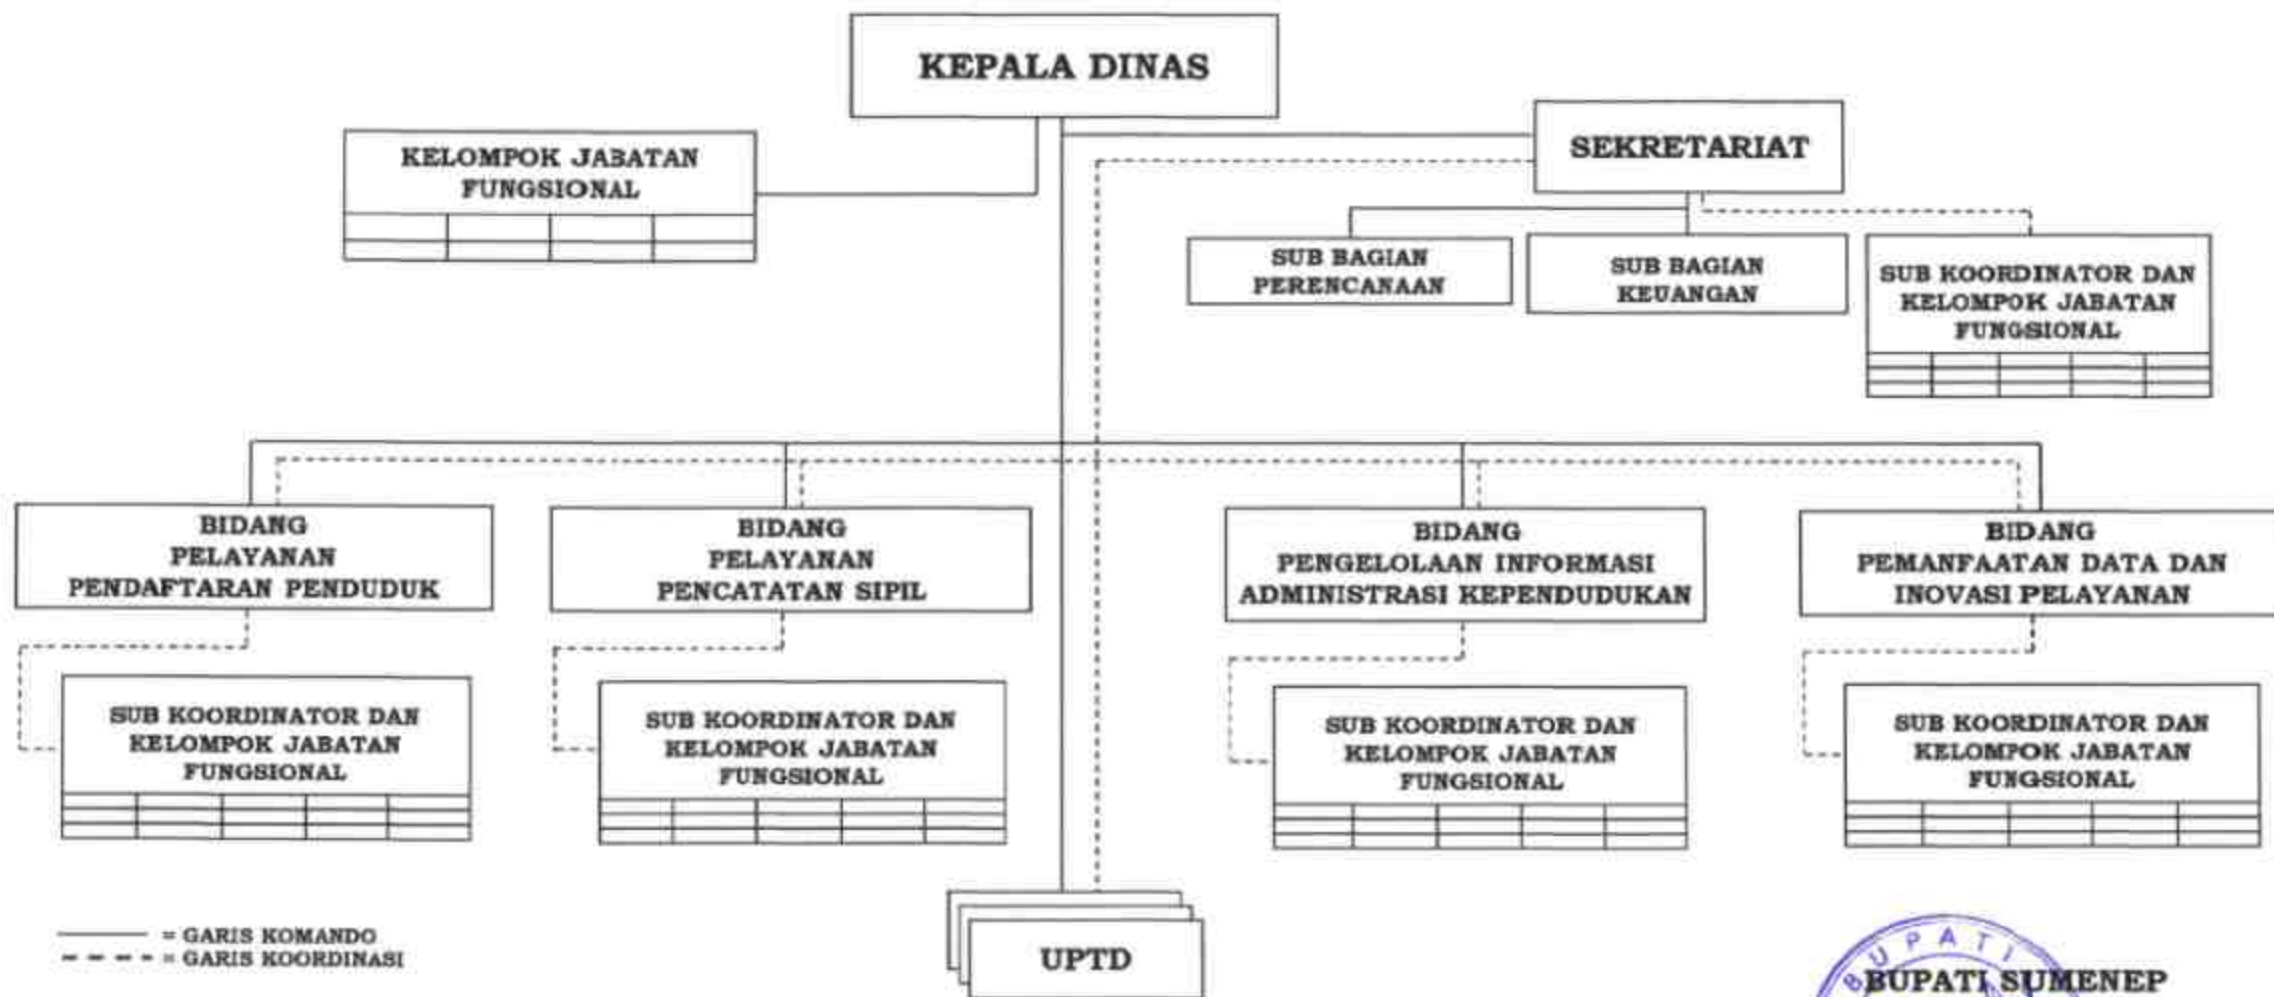 KEPALA DINAS
KELOMPOK JABATAN
FUNGSIONAL
SEKRETARIAT
SUB BAGIAN
PERENCANAAN
SUB BAGIAN
KEUANGAN
SUB KOORDINATOR DAN
KELOMPOK JABATAN
FUNGSIONAL
BIDANG
PELAYANAN
PENDAFTARAN PENDUDUK
BIDANG
PELAYANAN
PENCATATAN SIPIL
BIDANG
PENGELOLAAN INFORMASI
ADMINISTRASI KEPENDUDUKAN
BIDANG
PEMANFAATAN DATA DAN
INOVASI PELAYANAN
SUB KOORDINATOR DAN
KELOMPOK JABATAN
FUNGSIONAL
SUB KOORDINATOR DAN
KELOMPOK JABATAN
FUNGSIONAL
SUB KOORDINATOR DAN
KELOMPOK JABATAN
FUNGSIONAL
SUB KOORDINATOR DAN
KELOMPOK JABATAN
FUNGSIONAL
= GARIS KOMANDO
= GARIS KOORDINASI
UPTD
BUPATI
BUPATI SUMENEP